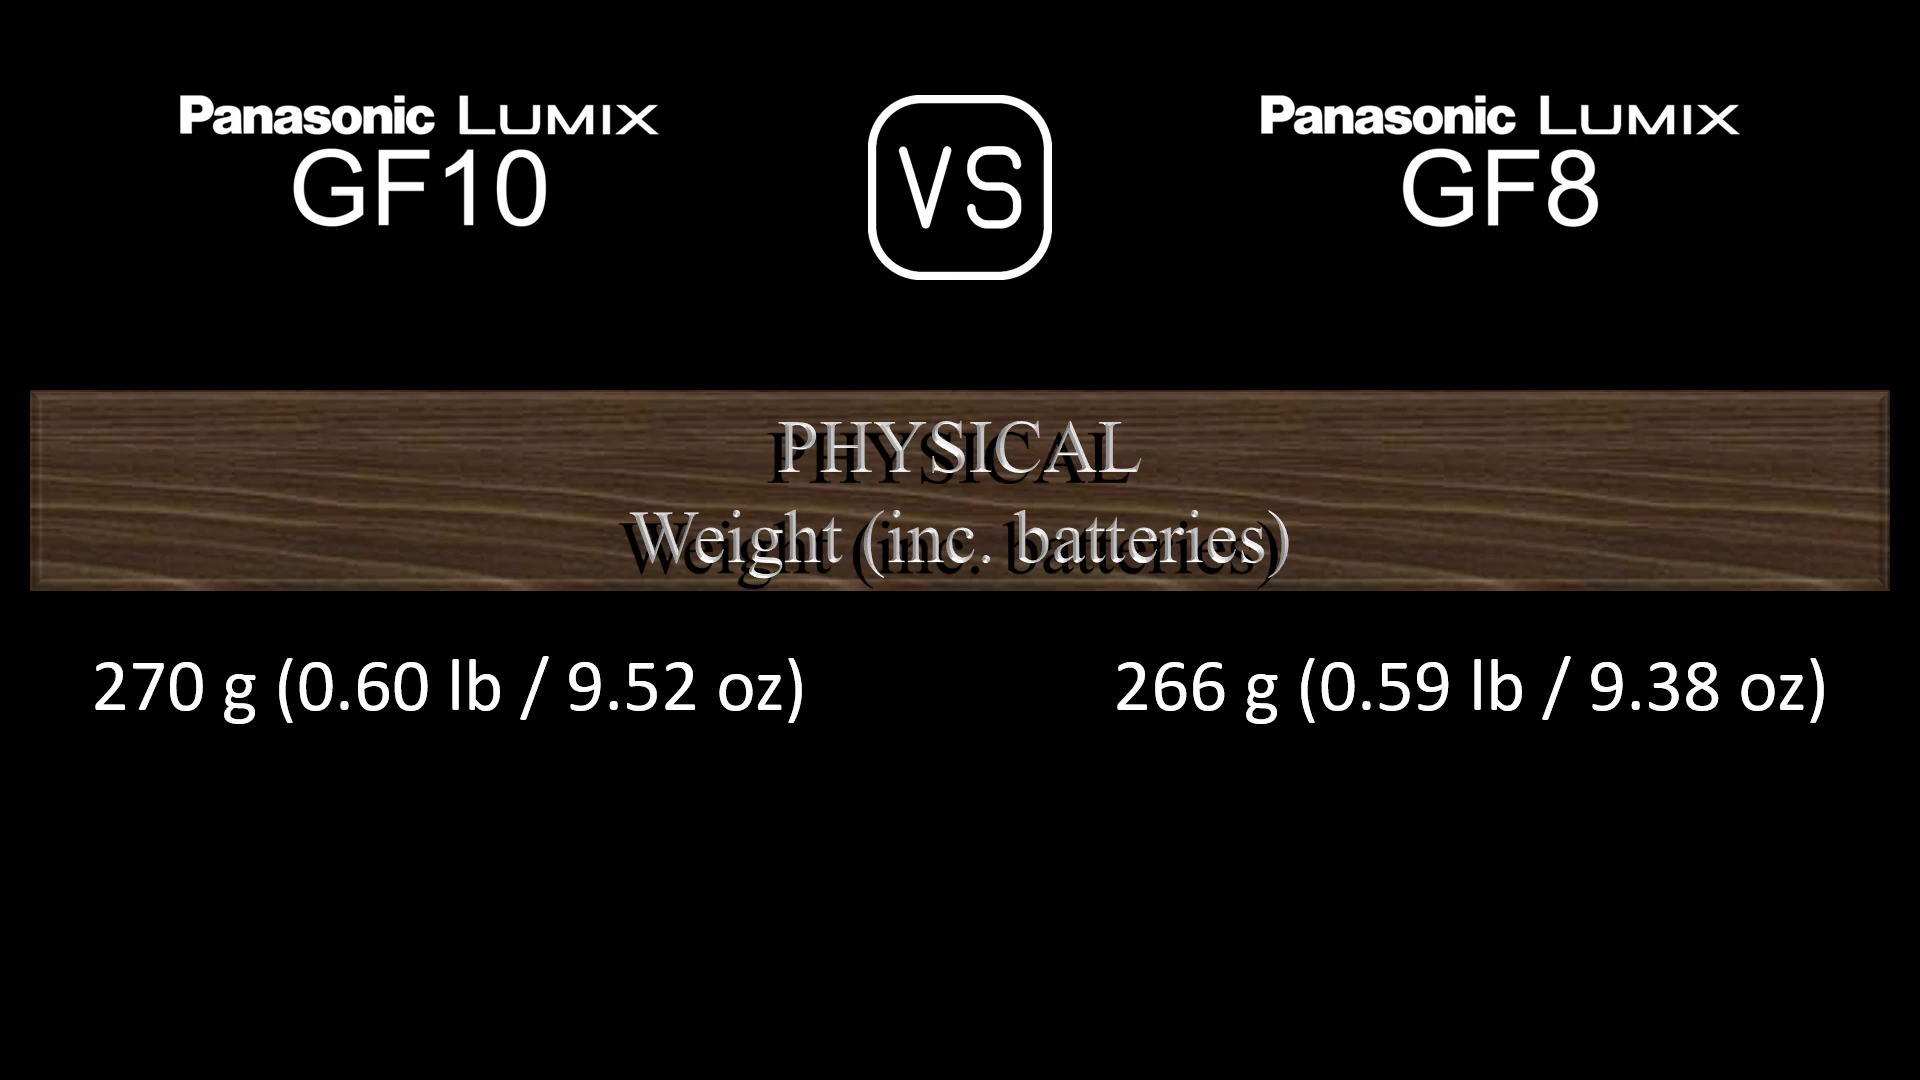 Panasonic LUMIX
GF10
VS
Panasonic LUMIX
GF8
PHYSICAL
Weight (inc. batteries)
270 g (0.60 lb / 9.52 oz)
266 g (0.59 lb / 9.38 oz)